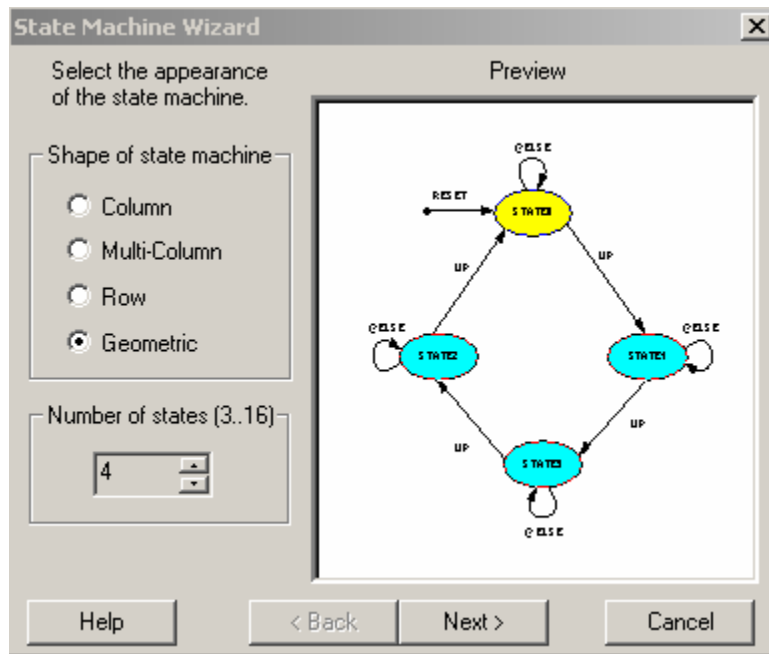 State Machine Wizard
Select the appearance
of the state machine.
Shape of state machine
Column
Multi-Column
Row
Geometric
Number of states (3..16)
4
Preview
@ELSE
RESET
STATE0
UP
UP
@ELSE
@ELSE
STATE2
STATE1
UP
UP
STATE3
@ELSE
Help
< Back
Next >
Cancel